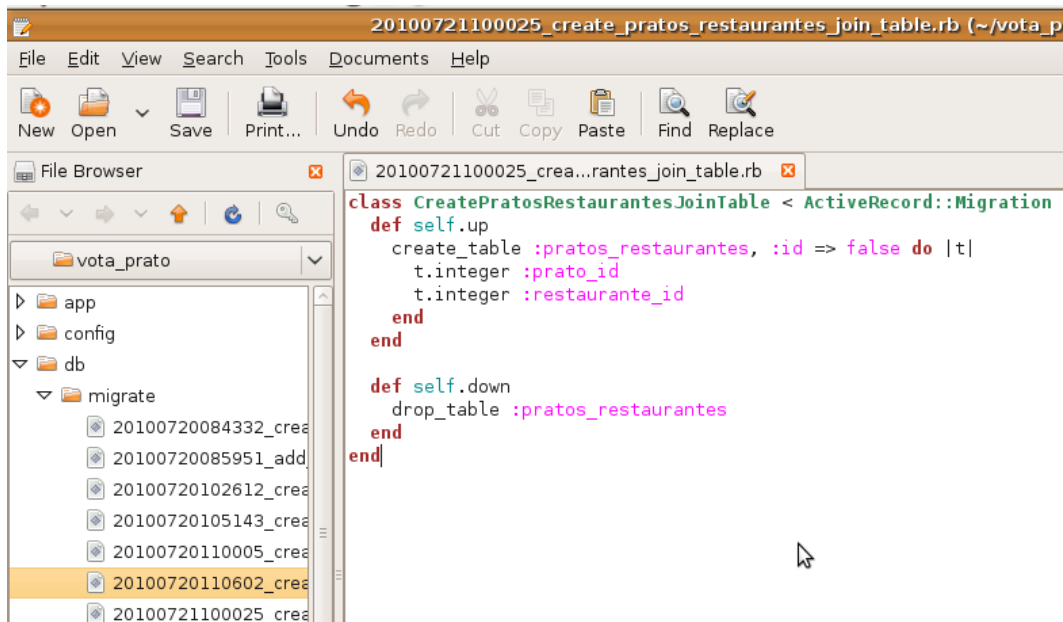 20100721100025_create_pratos_restaurantes_join_table.rb (~/vota_p
File Edit View Search Tools Documents Help
New Open Save Print... Undo Redo Cut Copy Paste Find Replace
File Browser
20100721100025_crea...rantes_join_table.rb
vota_prato
app
config
db
migrate
20100720084332_crea
20100720085951_add_
20100720102612_crea
20100720105143_crea
20100720110005_crea
20100720110602_crea
20100721100025_crea
class CreatePratosRestaurantesJoinTable < ActiveRecord::Migration
  def self.up
    create_table :pratos_restaurantes, :id => false do |t|
      t.integer :prato_id
      t.integer :restaurante_id
    end
  end

  def self.down
    drop_table :pratos_restaurantes
  end
end